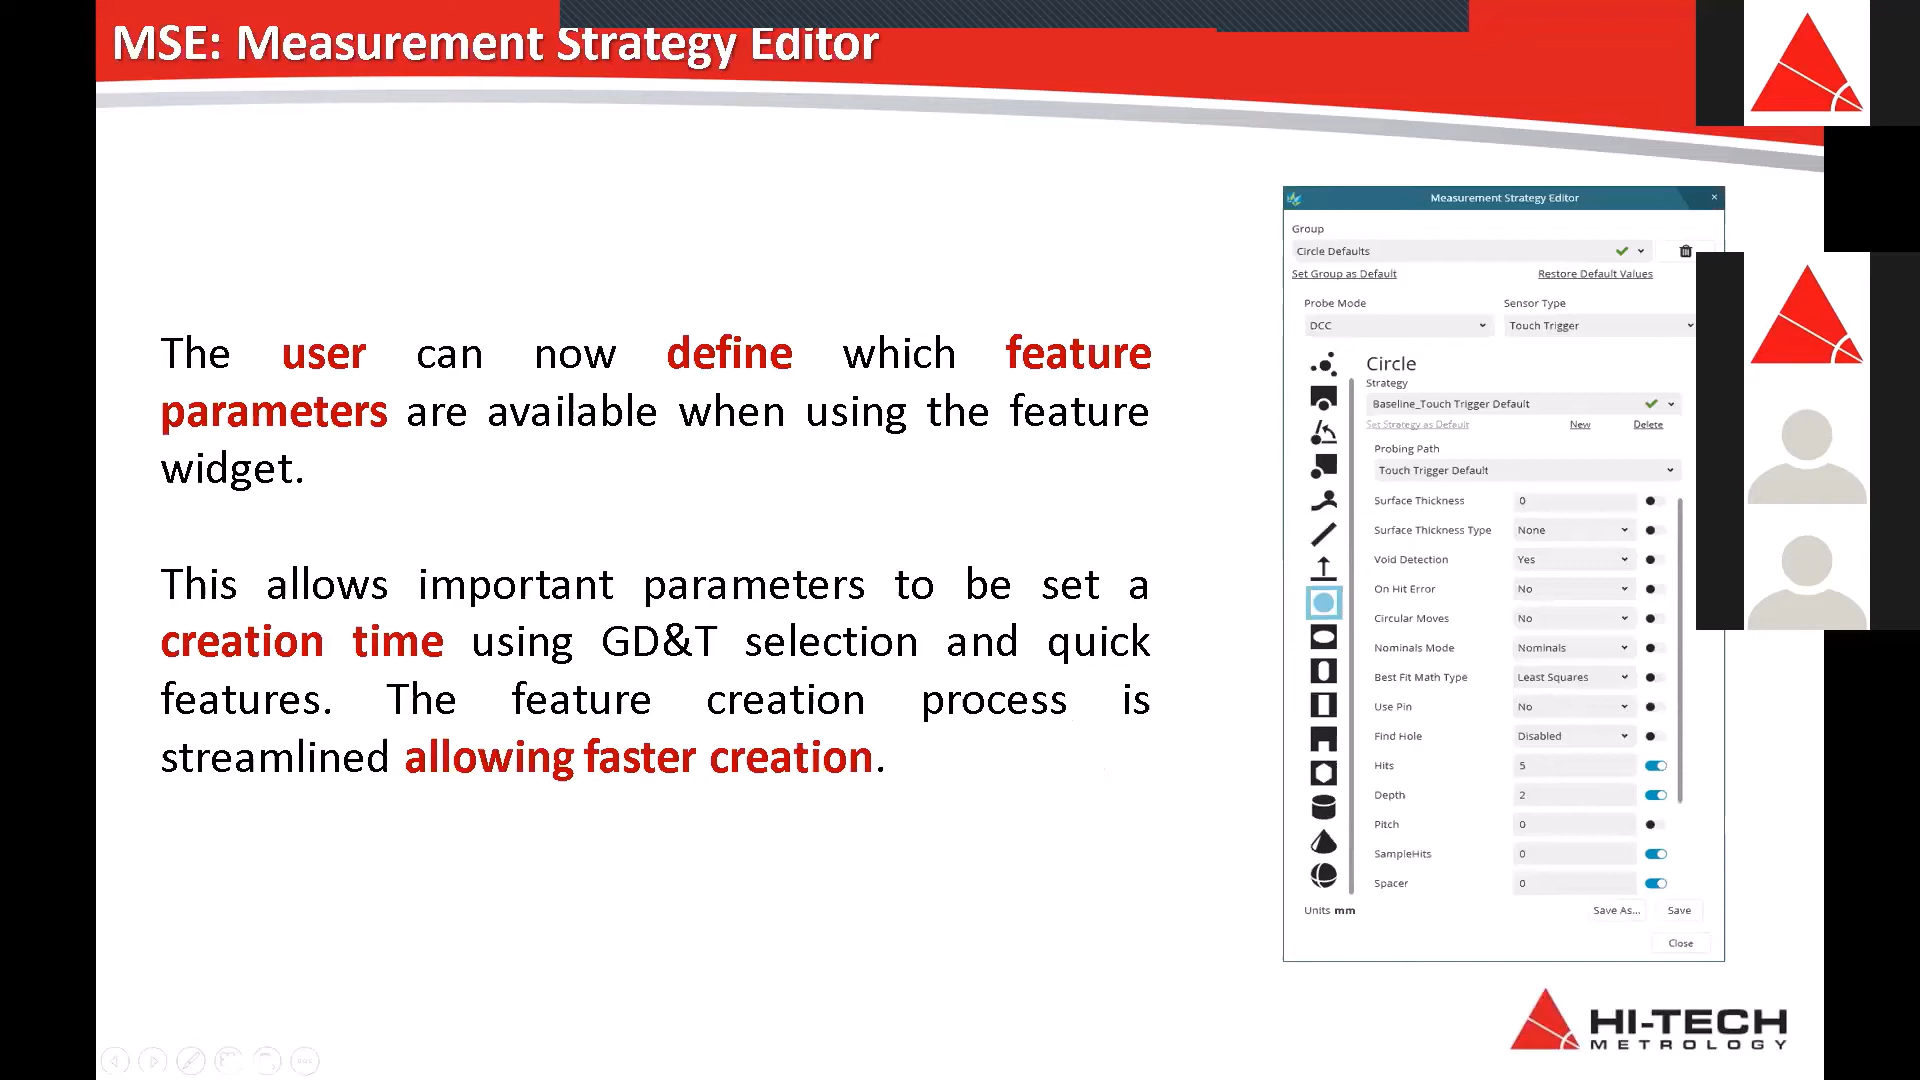 MSE: Measurement Strategy Editor
The user can now define which feature
parameters are available when using the feature
widget.
This allows important parameters to be set a
creation time using GD&T selection and quick
features. The feature creation process is
streamlined allowing faster creation.
Measurement Strategy Editor
Group
Circle Defaults
Set Group as Default Restore Default Values
Probe Mode Sensor Type
DCC Touch Trigger
Circle
Strategy
Baseline_Touch Trigger Default
Set Strategy as Default New Delete
Probing Path
Touch Trigger Default
Surface Thickness 0
Surface Thickness Type None
Void Detection Yes
On Hit Error No
Circular Moves No
Nominals Mode Nominals
Best Fit Math Type Least Squares
Use Pin No
Find Hole Disabled
Hits 5
Depth 2
Pitch 0
SampleHits 0
Spacer 0
Units mm Save As... Save
Close
HI-TECH
METROLOGY